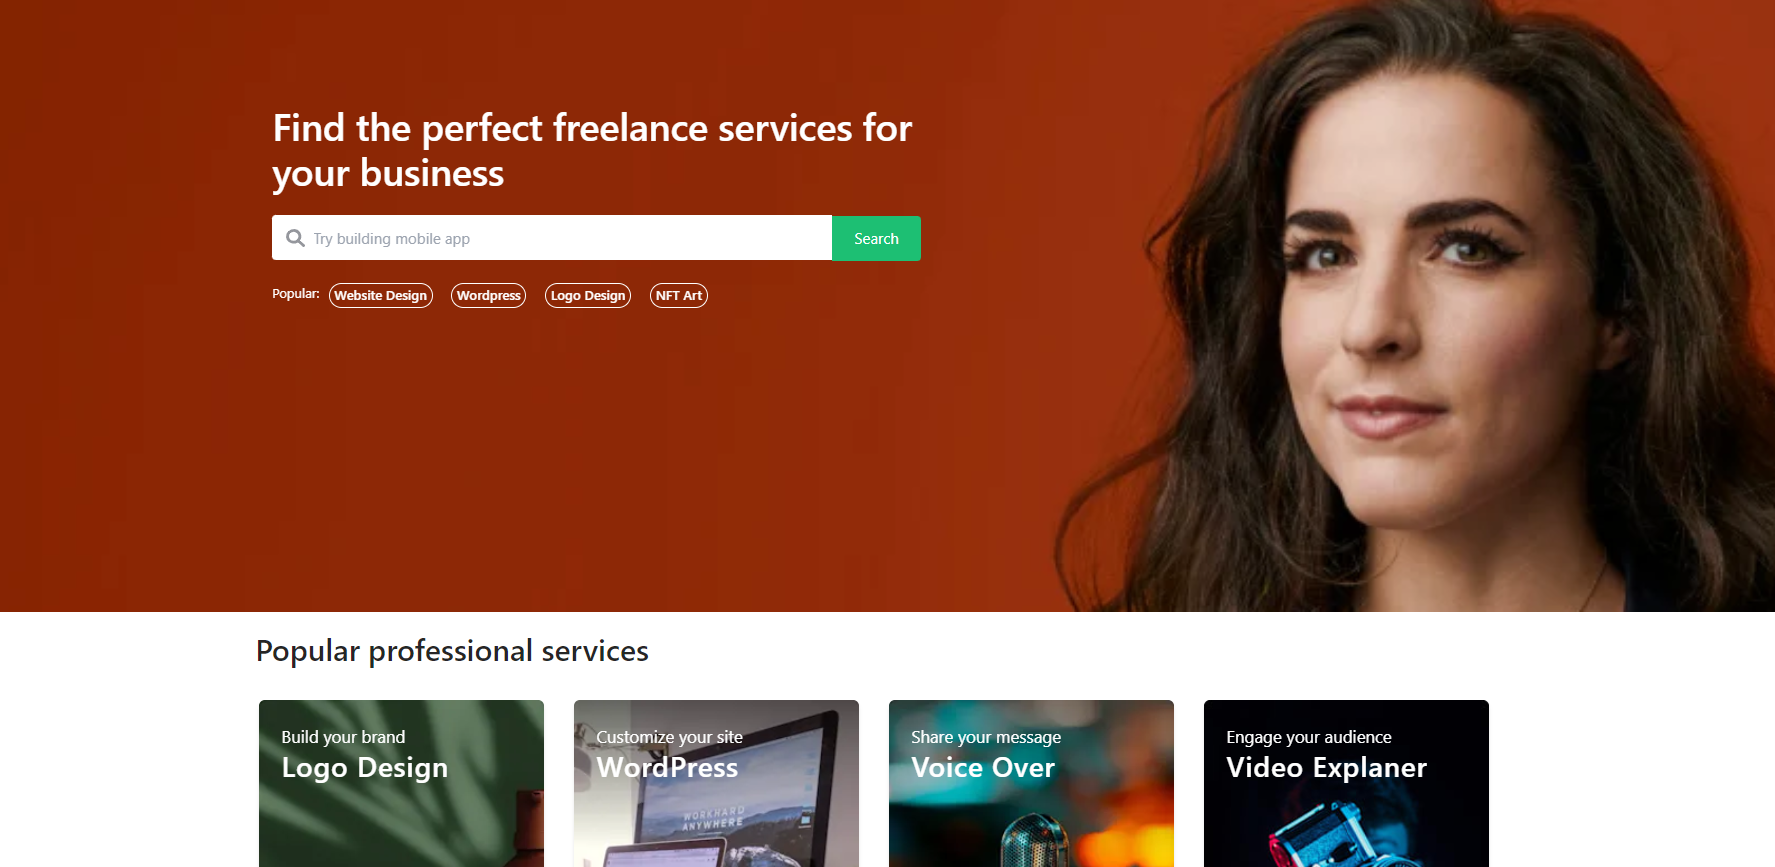 Find the perfect freelance services for
your business
Try building mobile app
Search
Popular:
Website Design
Wordpress
Logo Design
NFT Art
Popular professional services
Build your brand
Logo Design
Customize your site
WordPress
WORKHARD
ANYWHERE
Share your message
Voice Over
Engage your audience
Video Explaner